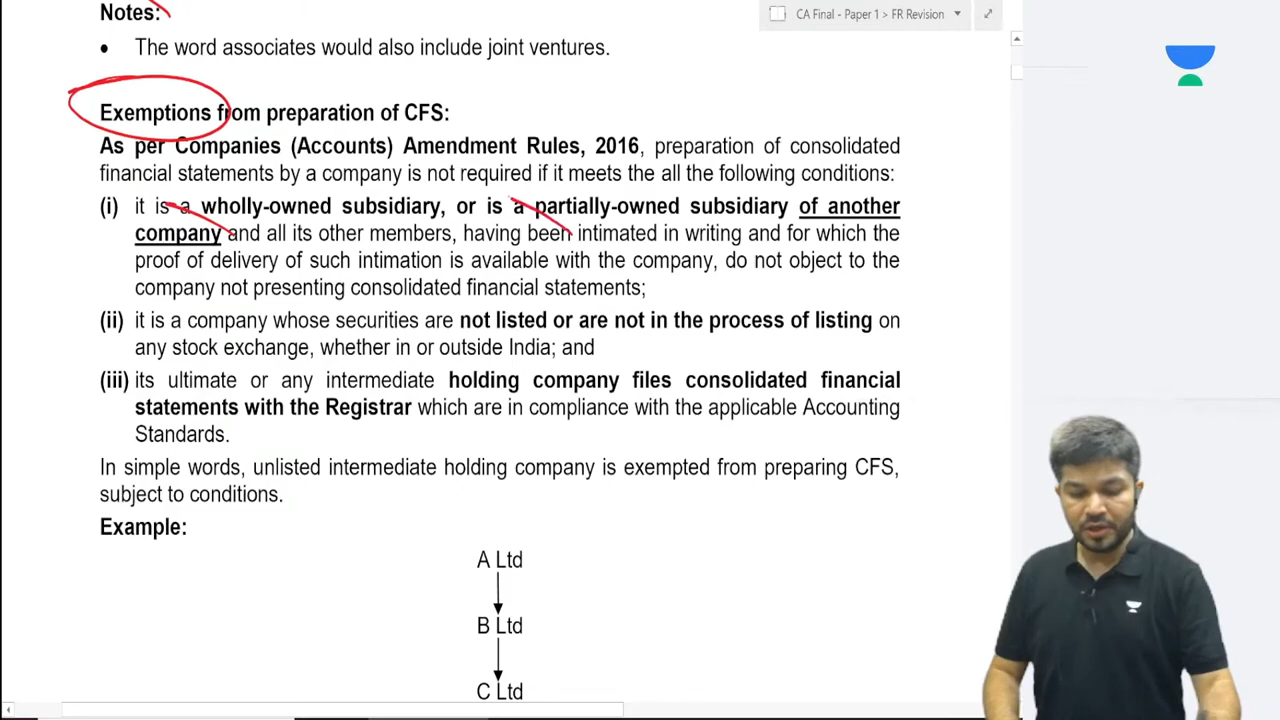 Notes:
CA Final - Paper 1 > FR Revision
• The word associates would also include joint ventures.
Exemptions from preparation of CFS:
As per Companies (Accounts) Amendment Rules, 2016, preparation of consolidated
financial statements by a company is not required if it meets the all the following conditions:
(i) it is a wholly-owned subsidiary, or is a partially-owned subsidiary of another
company and all its other members, having been intimated in writing and for which the
proof of delivery of such intimation is available with the company, do not object to the
company not presenting consolidated financial statements;
(ii) it is a company whose securities are not listed or are not in the process of listing on
any stock exchange, whether in or outside India; and
(iii) its ultimate or any intermediate holding company files consolidated financial
statements with the Registrar which are in compliance with the applicable Accounting
Standards.
In simple words, unlisted intermediate holding company is exempted from preparing CFS,
subject to conditions.
Example:
A Ltd
B Ltd
C Ltd